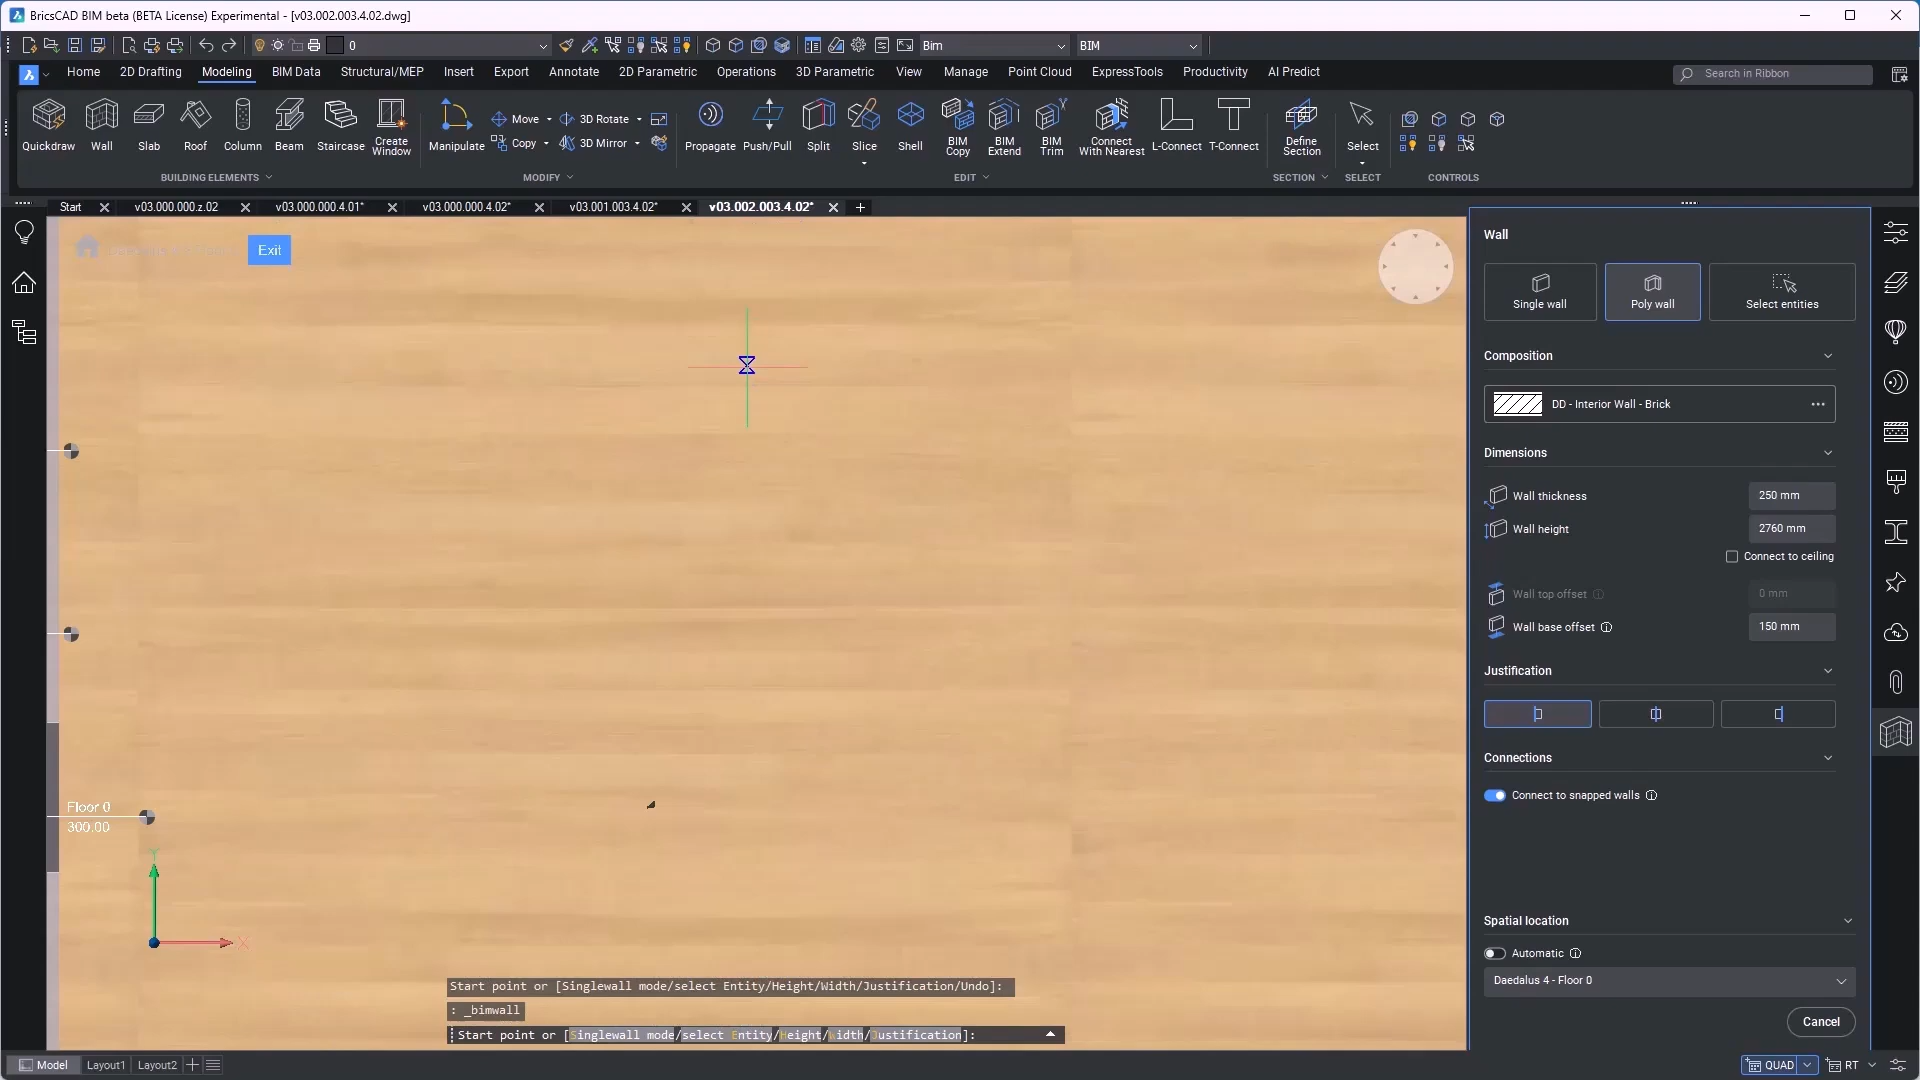 BricsCAD BIM beta (BETA License) Experimental - [v03.002.003.4.02.dwg]
0
Bim
BIM
Home
2D Drafting
Modeling
BIM Data
Structural/MEP
Insert
Export
Annotate
2D Parametric
Operations
3D Parametric
View
Manage
Point Cloud
ExpressTools
Productivity
AI Predict
Search in Ribbon
Quickdraw
Wall
Slab
Roof
Column
Beam
Staircase
Create
Window
Manipulate
Move
3D Rotate
Copy
3D Mirror
Propagate
Push/Pull
Split
Slice
Shell
BIM
Copy
BIM
Extend
BIM
Trim
Connect
With Nearest
L-Connect
T-Connect
Define
Section
Select
BUILDING ELEMENTS
MODIFY
EDIT
SECTION
SELECT
CONTROLS
Start
v03.000.000.z.02
v03.000.000.4.01*
v03.000.000.4.02*
v03.001.003.4.02*
v03.002.003.4.02*
Exit
Floor 0
300.00
Y
X
Start point or [Singlewall mode/select Entity/Height/Width/Justification/Undo]:
: _bimwall
Start point or [Singlewall mode/select Entity/Height/Width/Justification]:
Wall
Single wall
Poly wall
Select entities
Composition
DD - Interior Wall - Brick
Dimensions
Wall thickness
250 mm
Wall height
2760 mm
Connect to ceiling
Wall top offset
0 mm
Wall base offset
150 mm
Justification
Connections
Connect to snapped walls
Spatial location
Automatic
Daedalus 4 - Floor 0
Cancel
Model
Layout1
Layout2
QUAD
RT